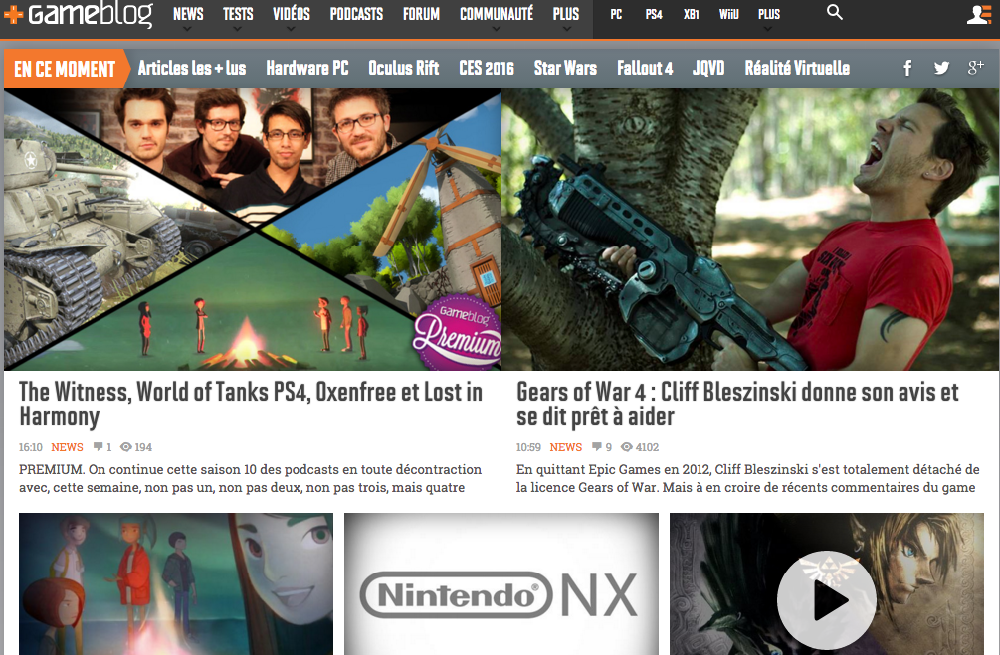 gameblog
NEWS TESTS VIDÉOS PODCASTS FORUM COMMUNAUTÉ PLUS PC PS4 XB1 WiiU PLUS
EN CE MOMENT Articles les + lus Hardware PC Oculus Rift CES 2016 Star Wars Fallout 4 JQVD Réalité Virtuelle f g+
GAMEBLOG
Premium
The Witness, World of Tanks PS4, Oxenfree et Lost in
Harmony
16:10 NEWS 1 194
PREMIUM. On continue cette saison 10 des podcasts en toute décontraction
avec, cette semaine, non pas un, non pas deux, non pas trois, mais quatre
Gears of War 4 : Cliff Bleszinski donne son avis et
se dit prêt à aider
10:59 NEWS 9 4102
En quittant Epic Games en 2012, Cliff Bleszinski s'est totalement détaché de
la licence Gears of War. Mais à en croire de récents commentaires du game
Nintendo® NX